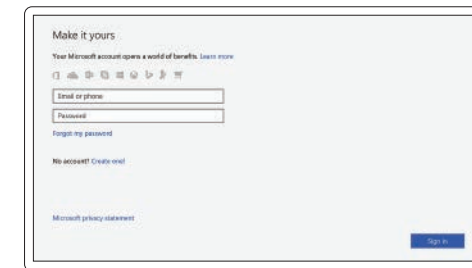 Make it yours
Your Microsoft account opens a world of benefits. Learn more
Email or phone
Password
Forgot my password
No account? Create one!
Microsoft privacy statement
Sign in